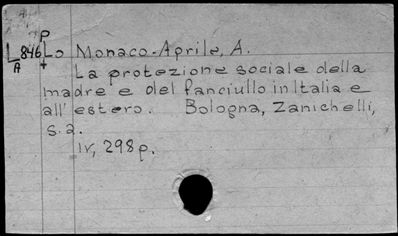 P
L846 Lo Monaco-Aprile, A.
A +
La protezione sociale della
madre e del fanciullo in Italia e
all'estero. Bologna, Zanichelli,
s.a.
IV, 298 p.